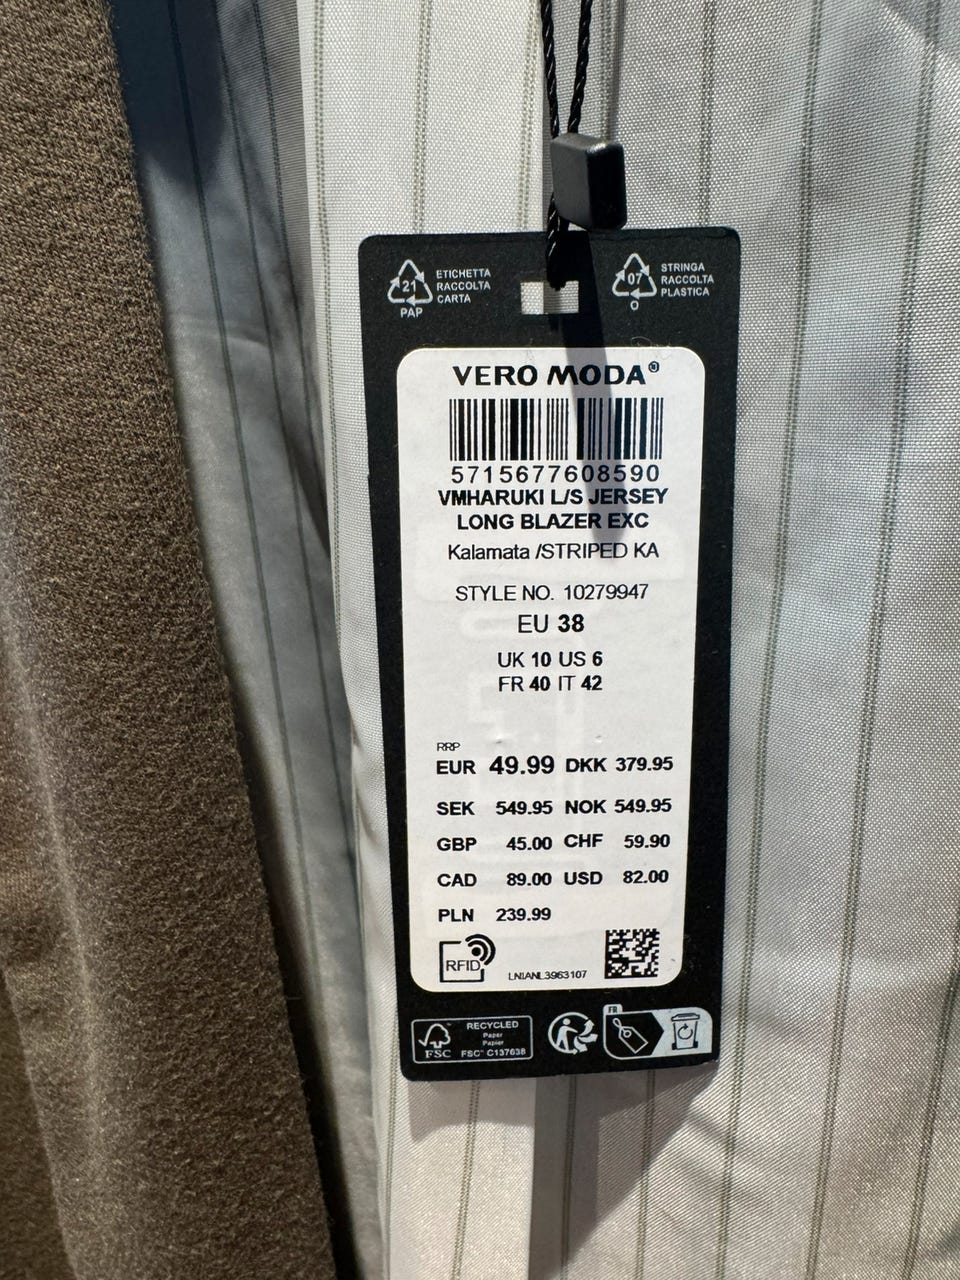 21
PAP
ETICHETTA
RACCOLTA
CARTA
07
O
STRINGA
RACCOLTA
PLASTICA
VERO MODA®
5715677608590
VMHARUKI L/S JERSEY
LONG BLAZER EXC
Kalamata /STRIPED KA
STYLE NO. 10279947
EU 38
UK 10 US 6
FR 40 IT 42
RRP
EUR 49.99 DKK 379.95
SEK 549.95 NOK 549.95
GBP 45.00 CHF 59.90
CAD 89.00 USD 82.00
PLN 239.99
RFID
LNIANL3963107
FSC
RECYCLED
Paper
Papier
FSC™ C137638
FR